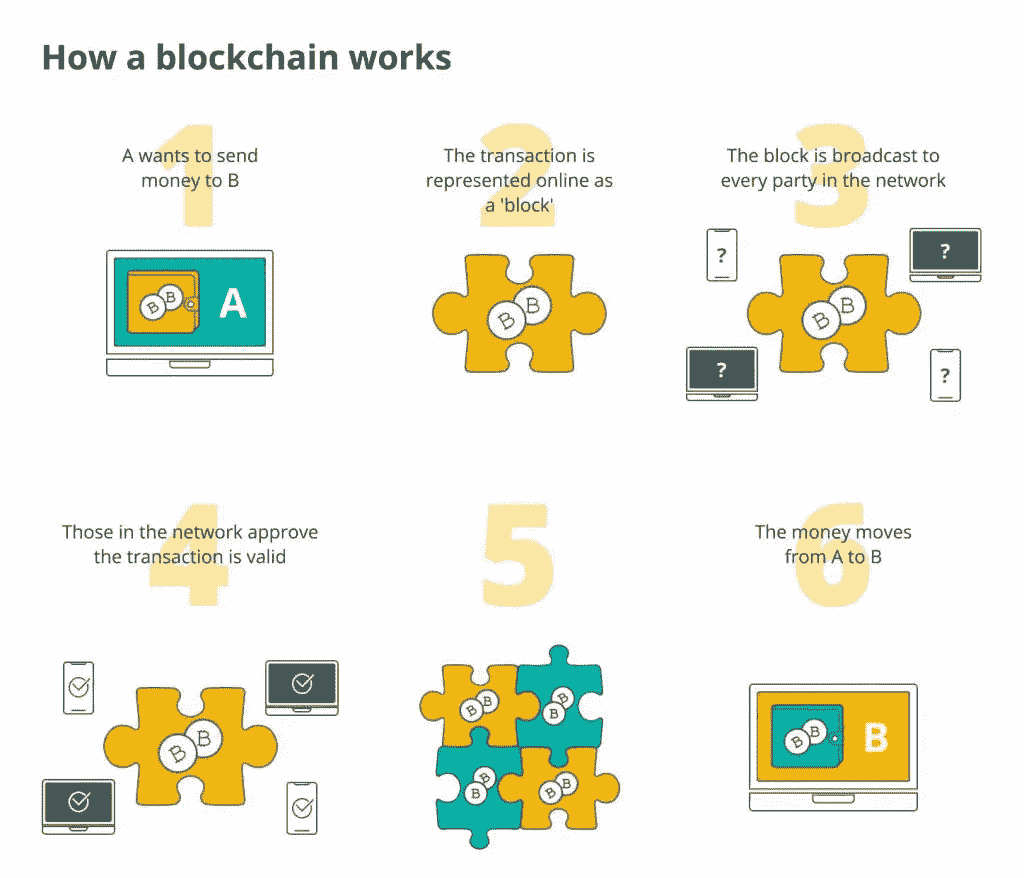 How a blockchain works
1
A wants to send
money to B
A
2
The transaction is
represented online as
a 'block'
3
The block is broadcast to
every party in the network
?
?
?
?
4
Those in the network approve
the transaction is valid
5
6
The money moves
from A to B
B